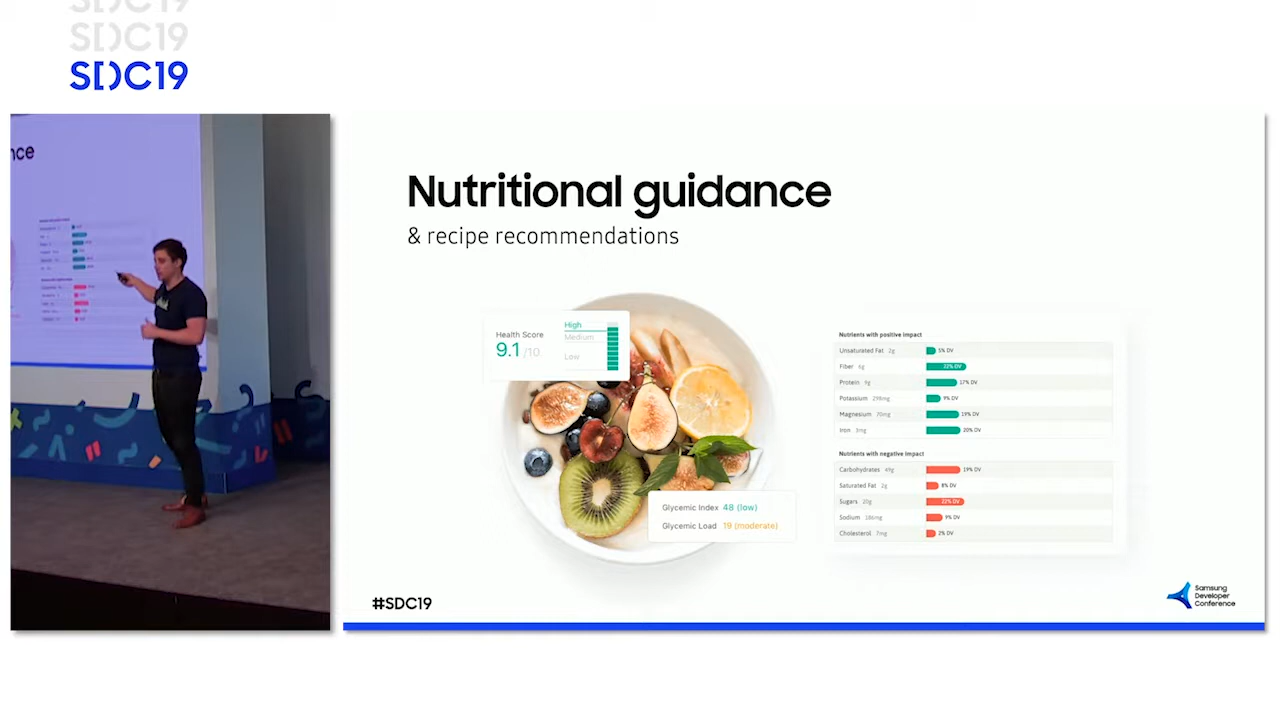 SDC19
SDC19
SDC19
nce
Nutritional guidance
& recipe recommendations
Health Score
9.1 /10
High
Medium
Low
Glycemic Index 48 (low)
Glycemic Load 19 (moderate)
Nutrients with positive impact
Unsaturated Fat 2g 5% DV
Fiber 6g 22% DV
Protein 9g 17% DV
Potassium 298mg 9% DV
Magnesium 70mg 19% DV
Iron 3mg 20% DV
Nutrients with negative impact
Carbohydrates 49g 19% DV
Saturated Fat 2g 8% DV
Sugars 20g 22% DV
Sodium 186mg 9% DV
Cholesterol 7mg 2% DV
#SDC19
Samsung
Developer
Conference